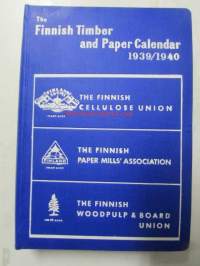 The
Finnish Timber
and Paper Calendar
1939/1940
THE FINNISH
CELLULOSE UNION
THE FINNISH
PAPER MILLS' ASSOCIATION
FINLAND
THE FINNISH
WOODPULP & BOARD
UNION